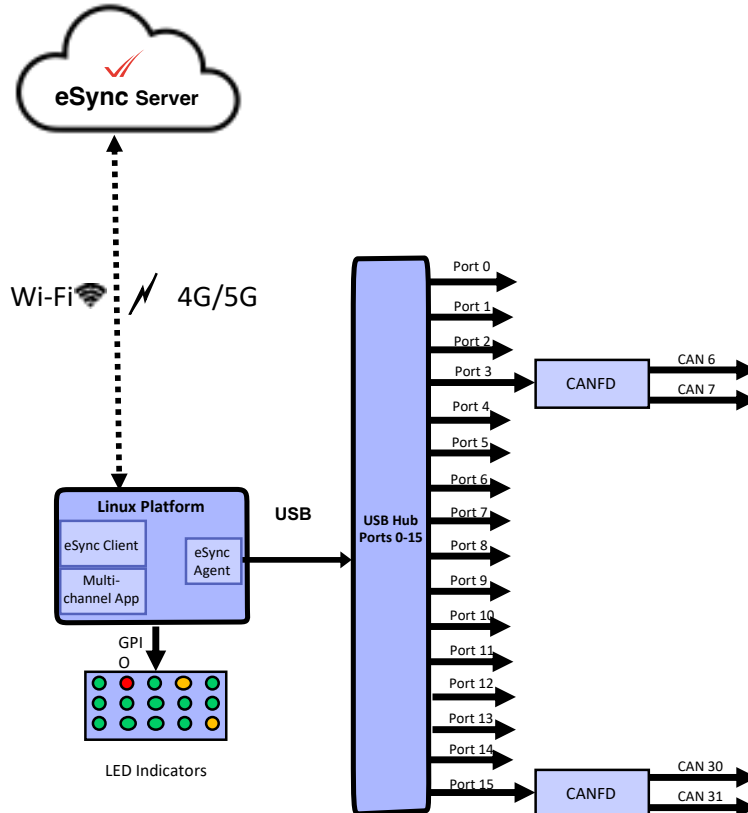 eSync Server
Wi-Fi
4G/5G
Linux Platform
eSync Client
Multi-
channel App
eSync
Agent
USB
GPI
O
LED Indicators
USB Hub
Ports 0-15
Port 0
Port 1
Port 2
Port 3
Port 4
Port 5
Port 6
Port 7
Port 8
Port 9
Port 10
Port 11
Port 12
Port 13
Port 14
Port 15
CANFD
CAN 6
CAN 7
CANFD
CAN 30
CAN 31